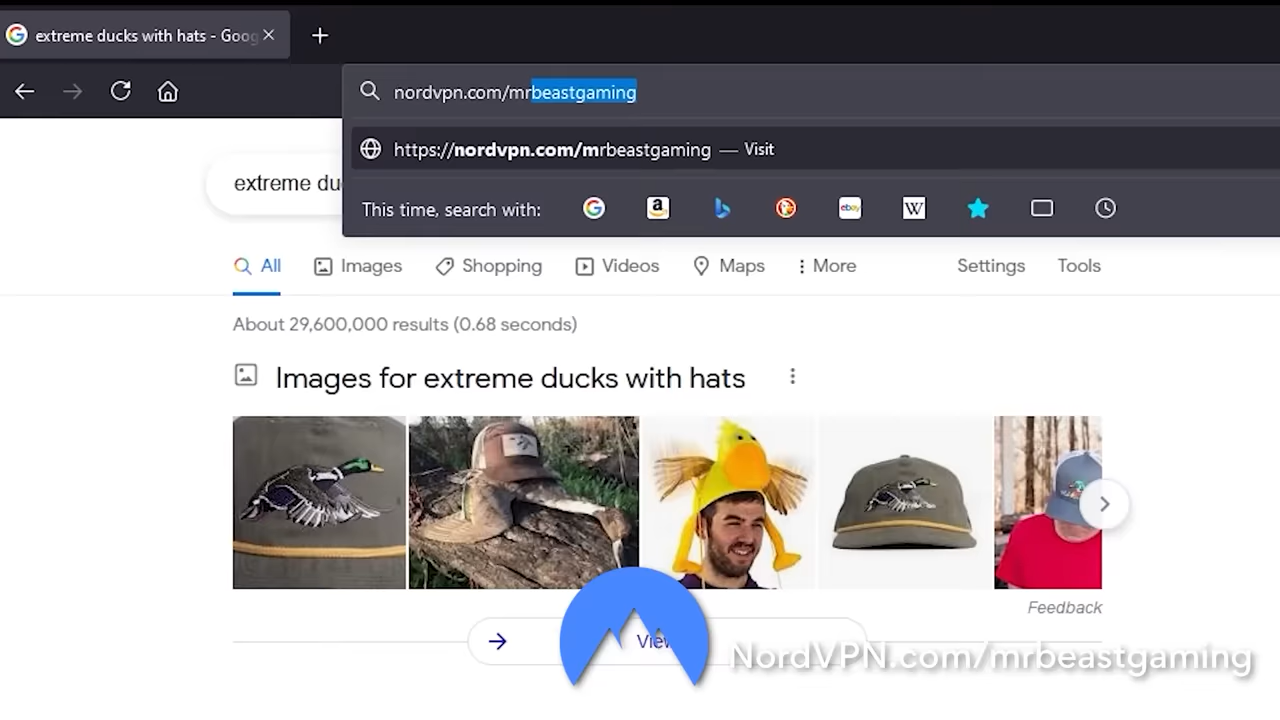 extreme ducks with hats - Goog
nordvpn.com/mrbeastgaming
https://nordvpn.com/mrbeastgaming — Visit
extreme du
This time, search with:
a
ebay
W
All
Images
Shopping
Videos
Maps
More
Settings
Tools
About 29,600,000 results (0.68 seconds)
Images for extreme ducks with hats
Feedback
View
NordVPN.com/mrbeastgaming